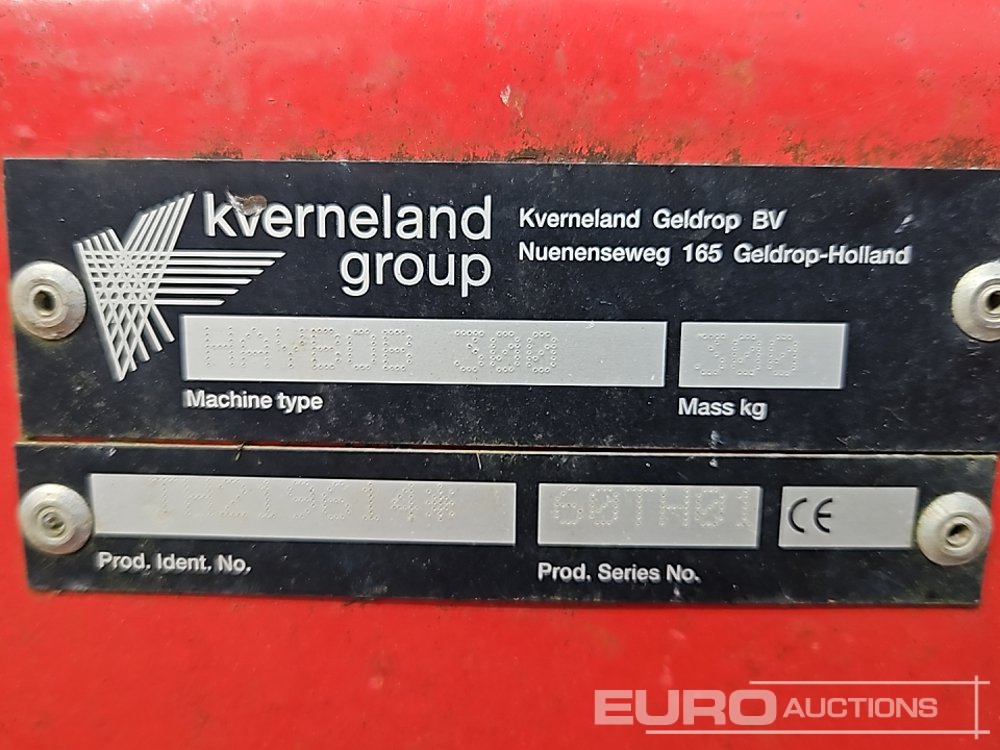 kverneland
group
Kverneland Geldrop BV
Nuenenseweg 165 Geldrop-Holland
HAYBOB 300
300
Machine type
Mass kg
THZ19614*
60TH01
CE
Prod. Ident. No.
Prod. Series No.
EURO AUCTIONS